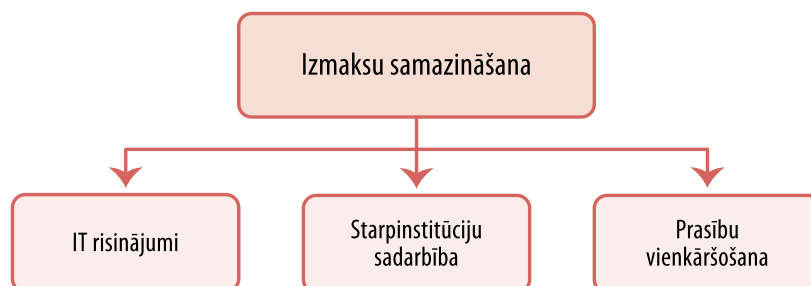 Izmaksu samazināšana
IT risinājumi
Starpinstitūciju
sadarbība
Prasību
vienkāršošana